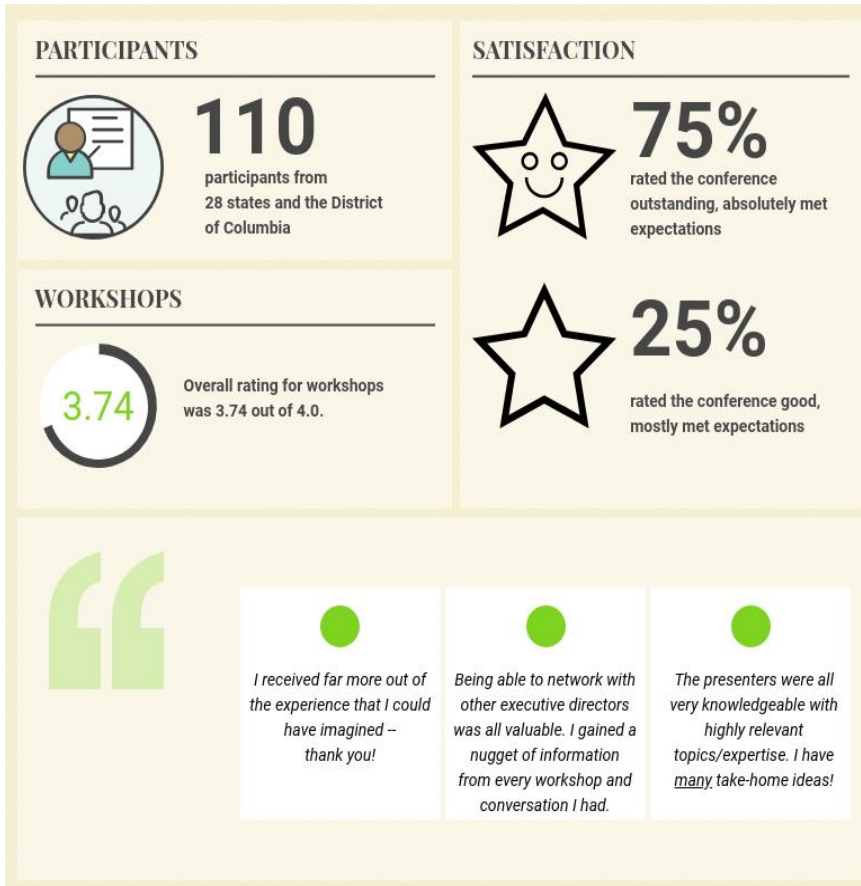 PARTICIPANTS
110
participants from
28 states and the District
of Columbia
WORKSHOPS
3.74
Overall rating for workshops
was 3.74 out of 4.0.
SATISFACTION
75%
rated the conference
outstanding, absolutely met
expectations
25%
rated the conference good,
mostly met expectations
“
I received far more out of
the experience that I could
have imagined --
thank you!
Being able to network with
other executive directors
was all valuable. I gained a
nugget of information
from every workshop and
conversation I had.
The presenters were all
very knowledgeable with
highly relevant
topics/expertise. I have
many take-home ideas!